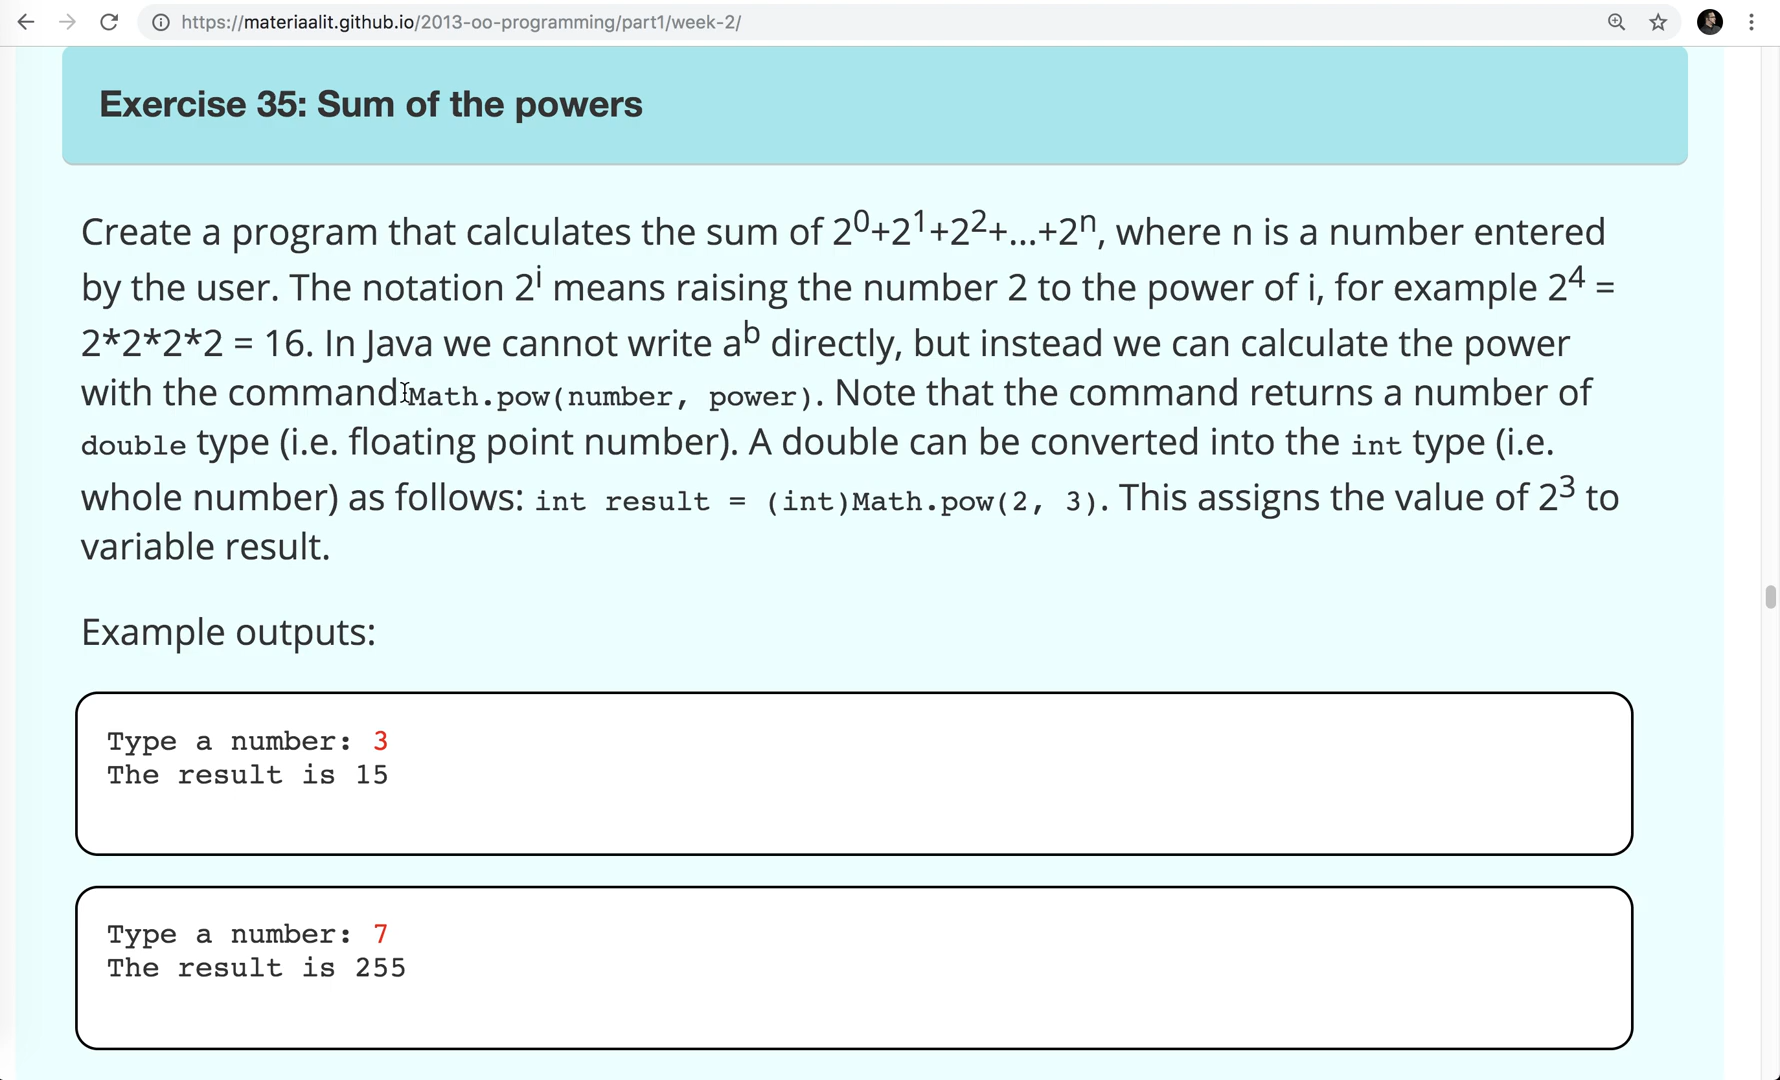 https://materiaalit.github.io/2013-oo-programming/part1/week-2/
Exercise 35: Sum of the powers
Create a program that calculates the sum of 2⁰+2¹+2²+...+2ⁿ, where n is a number entered
by the user. The notation 2ⁱ means raising the number 2 to the power of i, for example 2⁴ =
2*2*2*2 = 16. In Java we cannot write aᵇ directly, but instead we can calculate the power
with the command Math.pow(number, power). Note that the command returns a number of
double type (i.e. floating point number). A double can be converted into the int type (i.e.
whole number) as follows: int result = (int)Math.pow(2, 3). This assigns the value of 2³ to
variable result.
Example outputs:
Type a number: 3
The result is 15
Type a number: 7
The result is 255